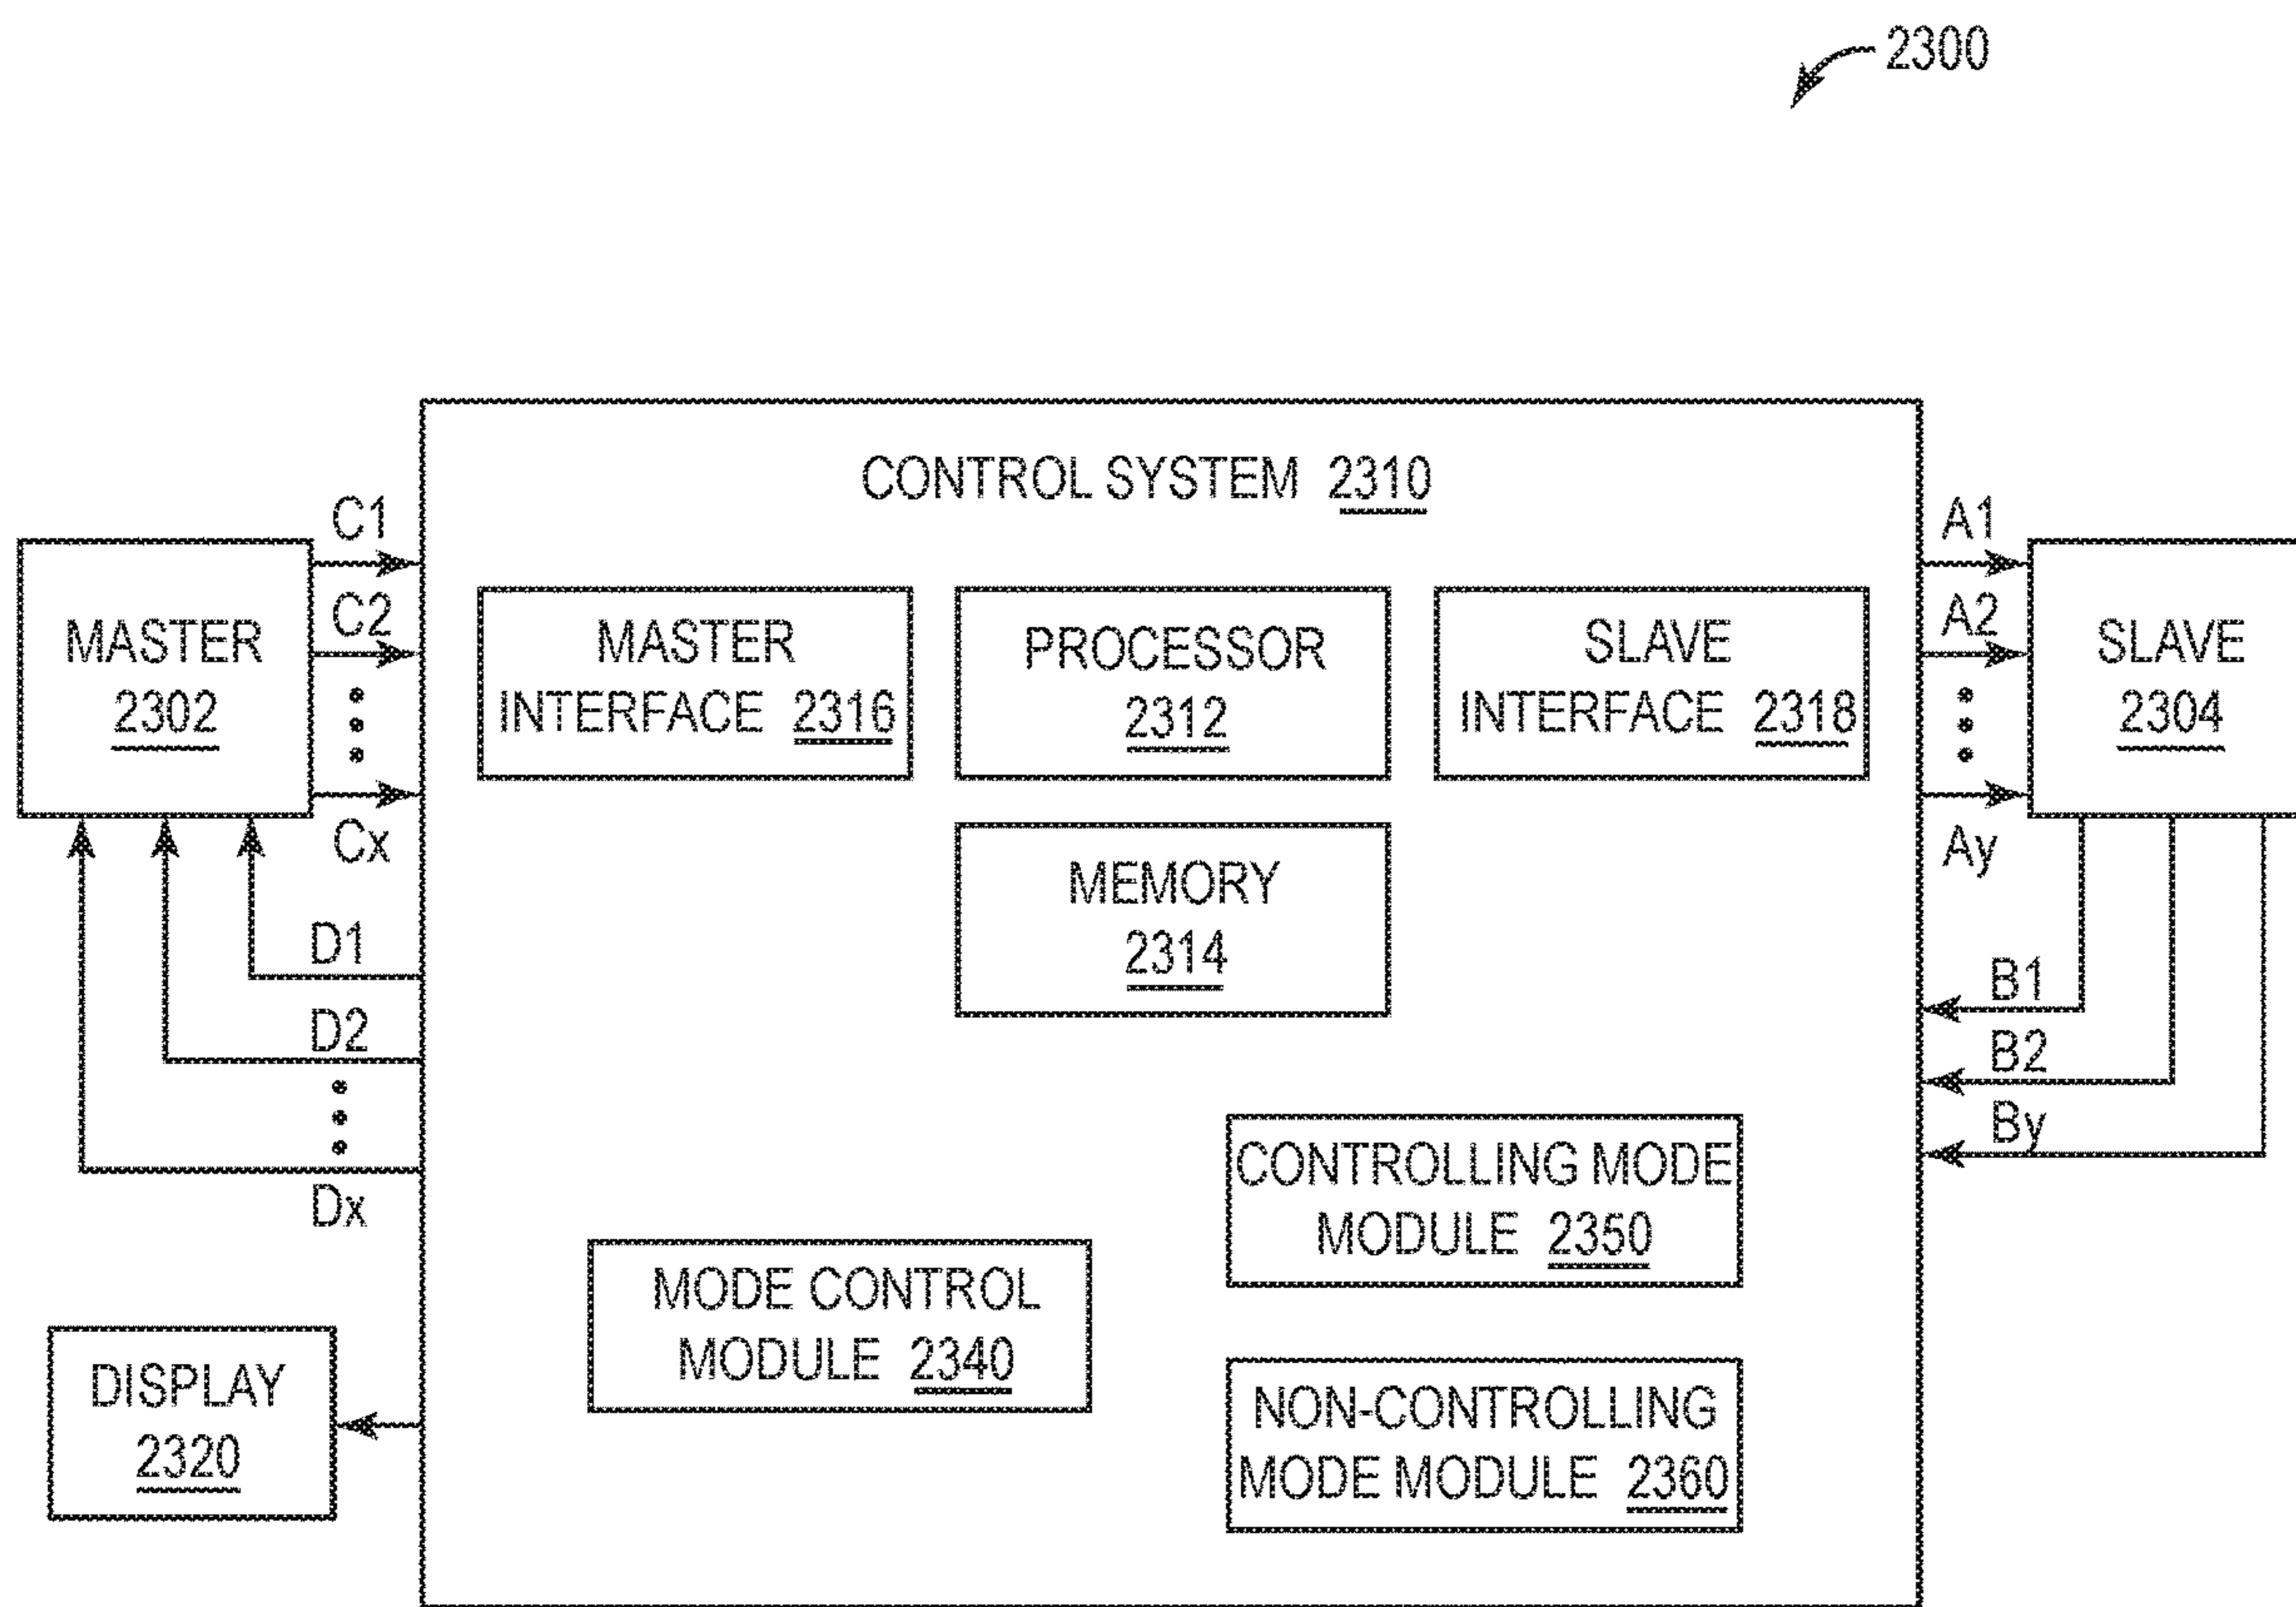 2300
CONTROL SYSTEM 2310
MASTER
2302
C1
C2
Cx
D1
D2
Dx
MASTER
INTERFACE 2316
PROCESSOR
2312
SLAVE
INTERFACE 2318
MEMORY
2314
A1
A2
Ay
SLAVE
2304
B1
B2
By
CONTROLLING MODE
MODULE 2350
MODE CONTROL
MODULE 2340
NON-CONTROLLING
MODE MODULE 2360
DISPLAY
2320